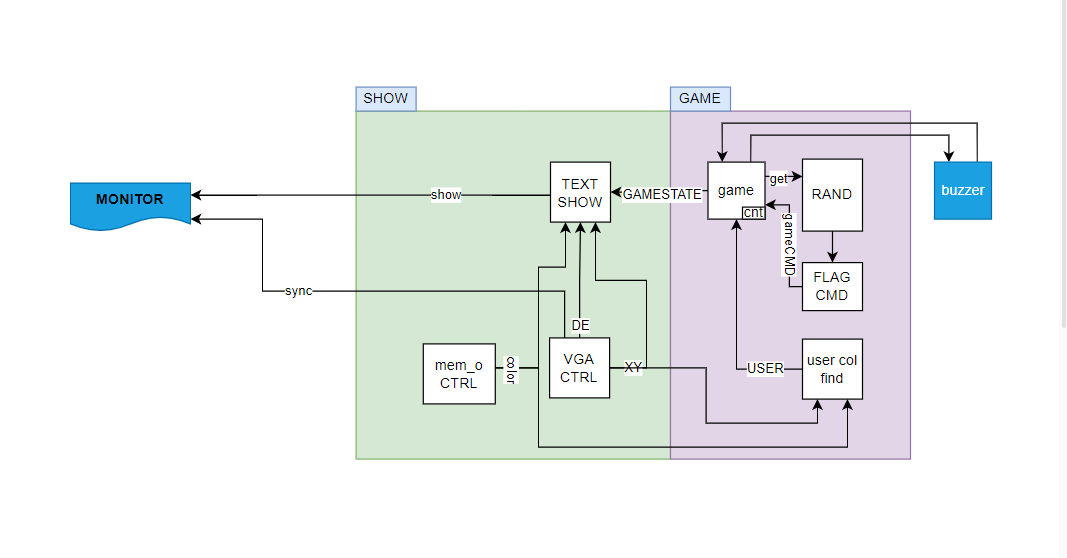 SHOW
GAME
MONITOR
show
TEXT
SHOW
GAMESTATE
game
cnt
get
RAND
buzzer
gameCMD
FLAG
CMD
sync
DE
mem_o
CTRL
color
VGA
CTRL
XY
USER
user col
find